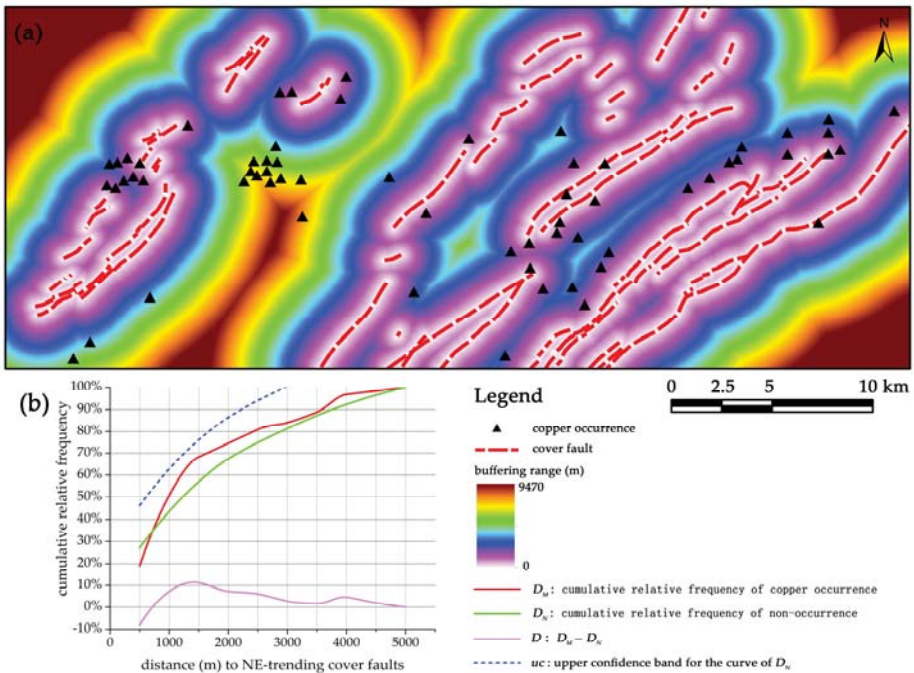 (a)
N
(b)
100%
90%
80%
70%
60%
50%
40%
30%
20%
10%
0%
-10%
cumulative relative frequency
0 1000 2000 3000 4000 5000
distance (m) to NE-trending cover faults
0 2.5 5 10 km
Legend
copper occurrence
cover fault
buffering range (m)
9470
0
D_M: cumulative relative frequency of copper occurrence
D_N: cumulative relative frequency of non-occurrence
D: D_M − D_N
uc: upper confidence band for the curve of D_N